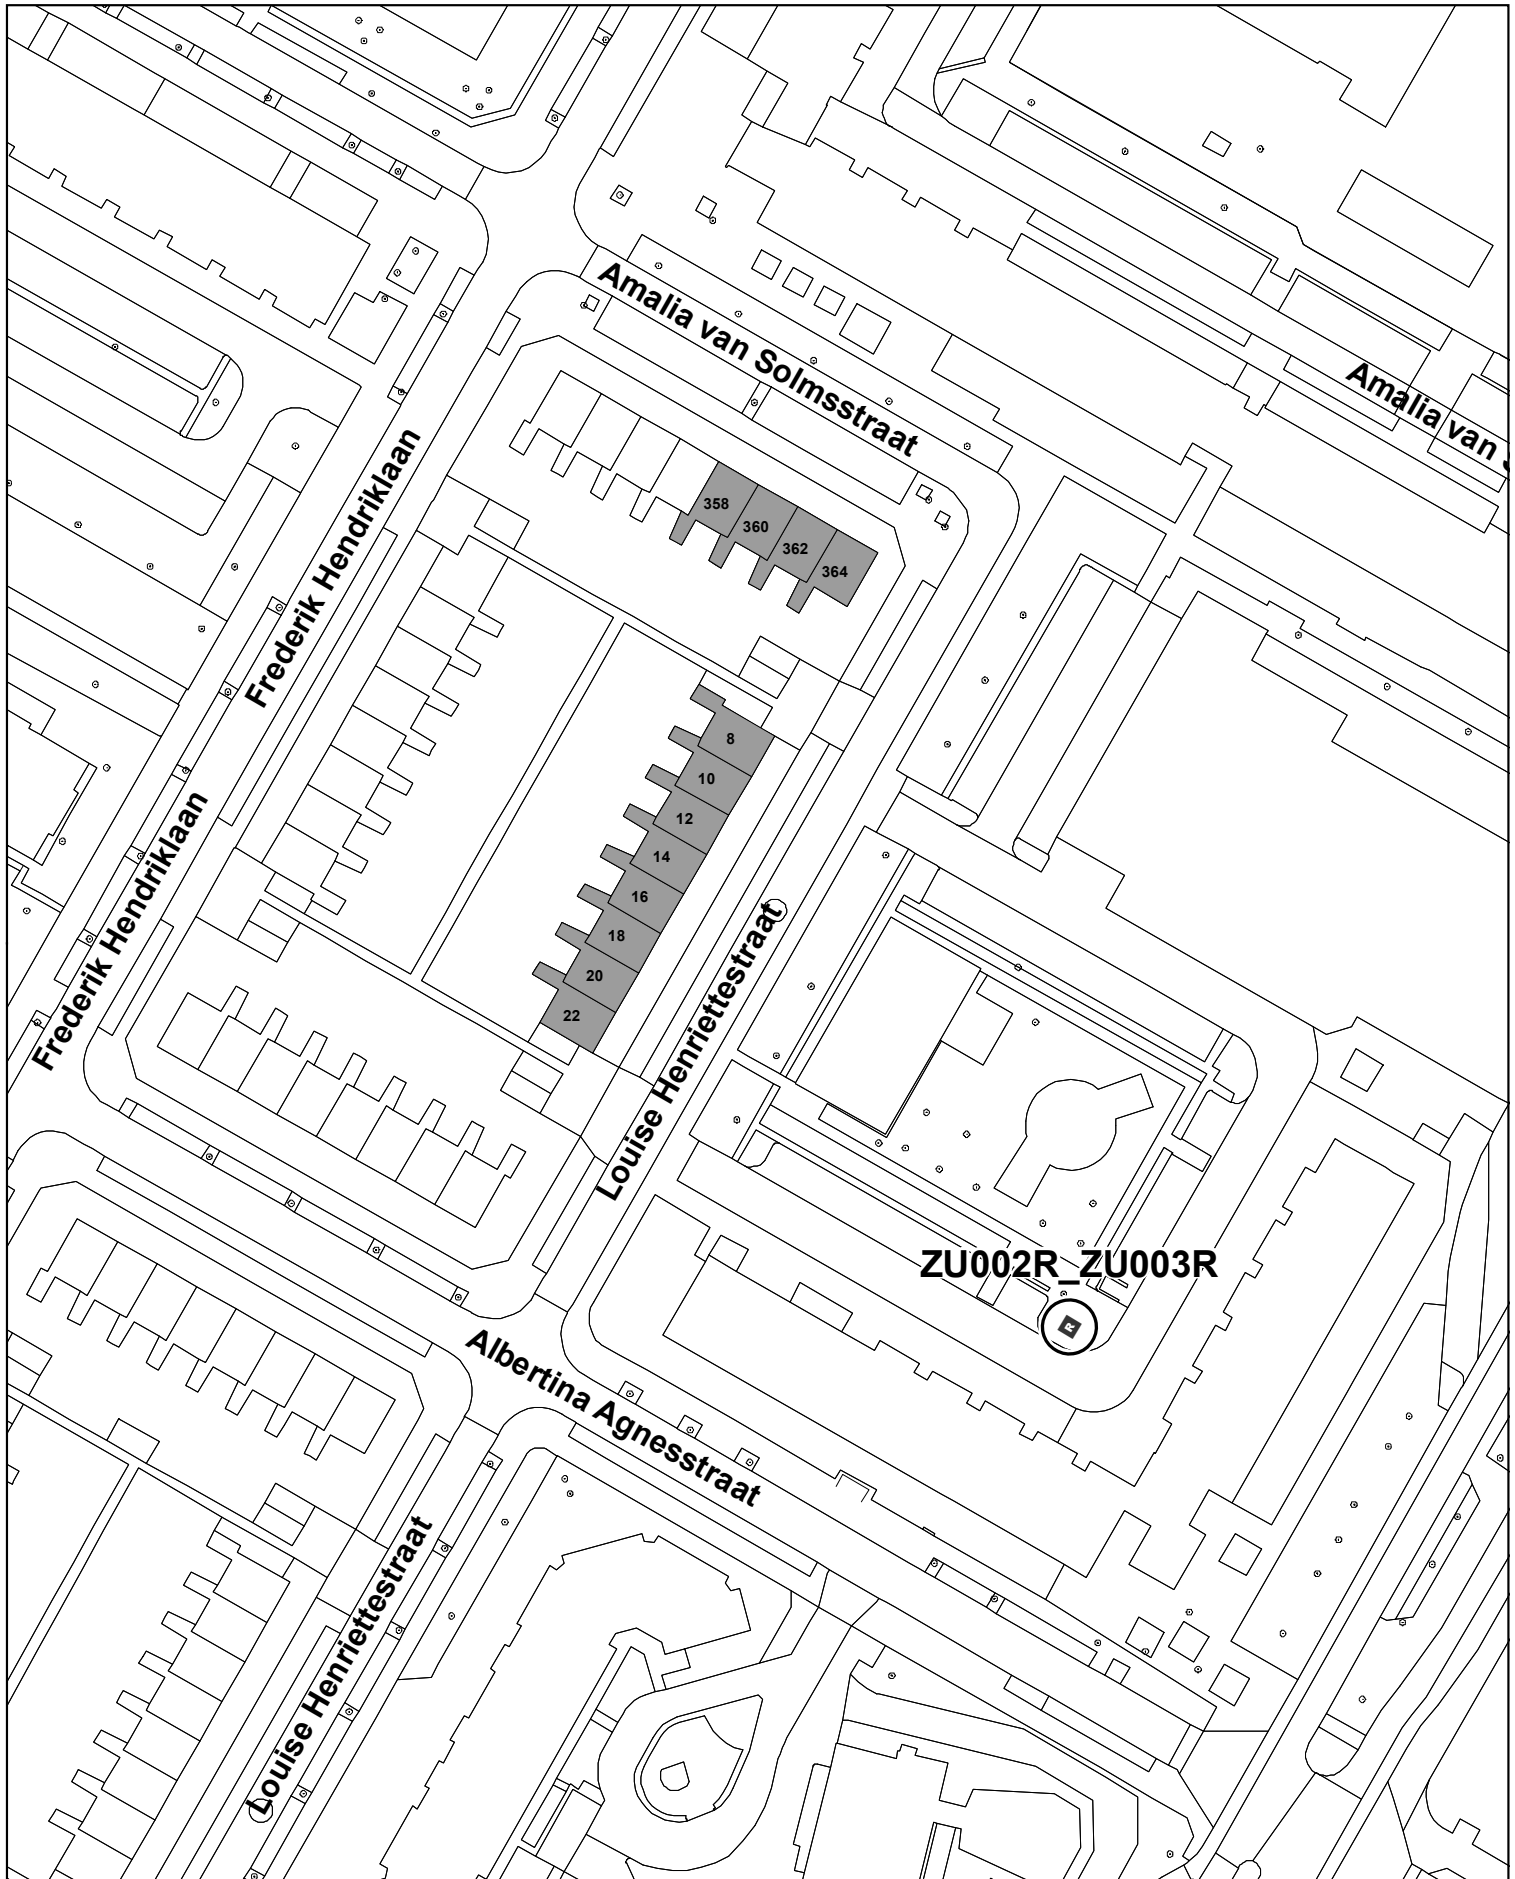 Amalia van Solmsstraat
Amalia van S
Frederik Hendriklaan
358
360
362
364
8
10
12
14
16
18
20
22
Frederik Hendriklaan
Louise Henriettestraat
ZU002R_ZU003R
R
Albertina Agnesstraat
Louise Henriettestraat